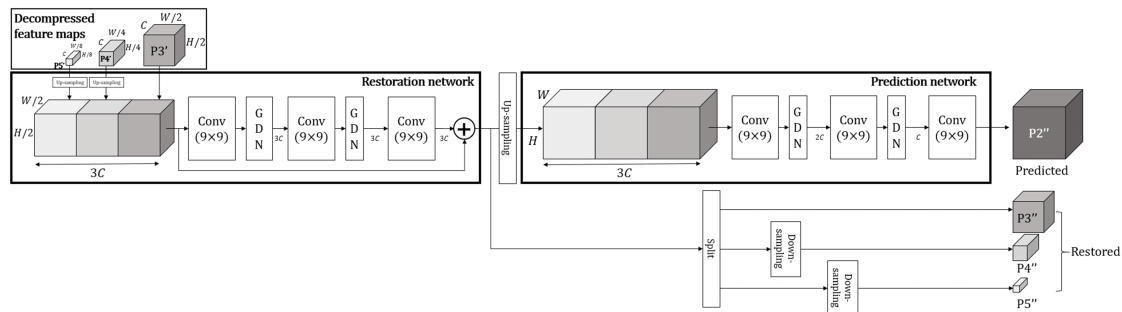 Decompressed
feature maps
W/8
C
H/8
P5'
W/4
C
H/4
P4'
W/2
C
H/2
P3'
Up-sampling
Up-sampling
Restoration network
W/2
H/2
3C
Conv
(9×9)
GDN
3C
Conv
(9×9)
GDN
3C
Conv
(9×9)
3C
+
Up-sampling
Prediction network
W
H
3C
Conv
(9×9)
GDN
2C
Conv
(9×9)
GDN
C
Conv
(9×9)
P2''
Predicted
Split
P3''
Down-
sampling
P4''
Down-
sampling
P5''
Restored